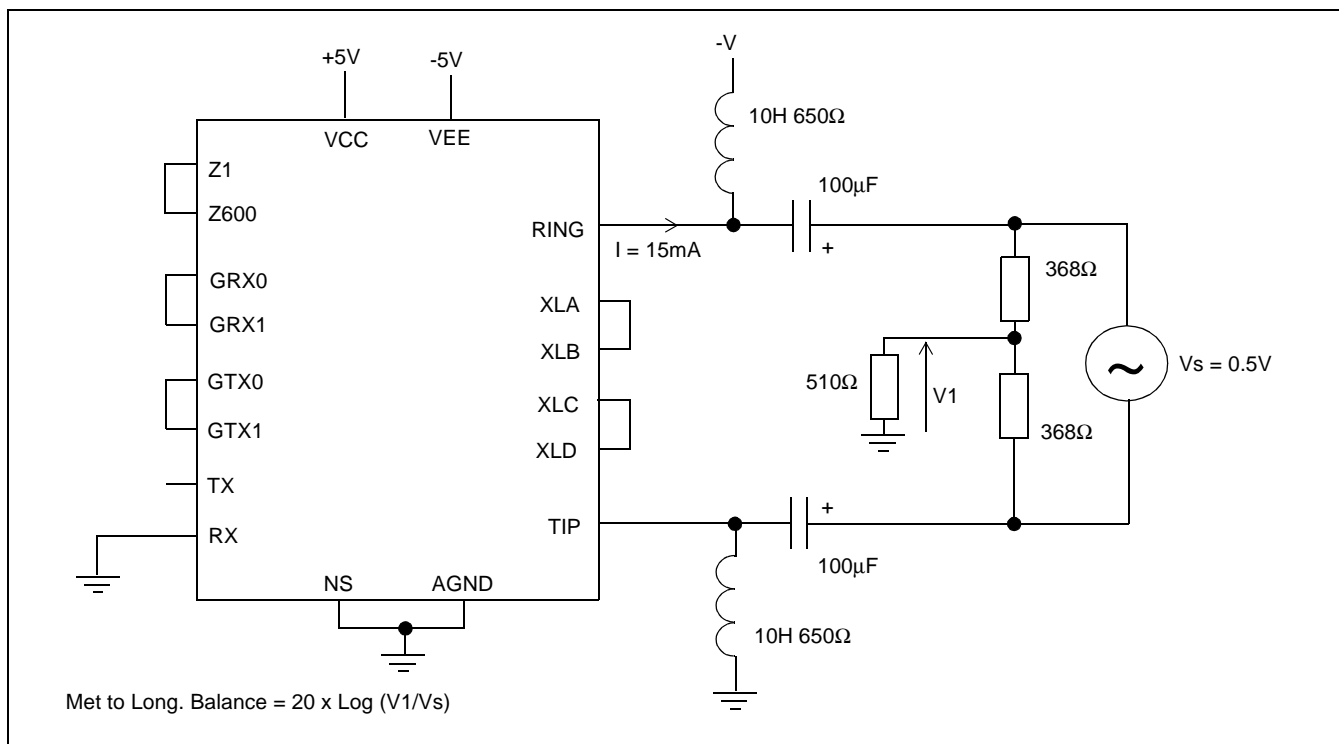 +5V
-5V
-V
VCC
VEE
10H 650Ω
Z1
Z600
100µF
+
RING
I = 15mA
GRX0
GRX1
368Ω
XLA
XLB
GTX0
GTX1
510Ω
V1
Vs = 0.5V
~
XLC
XLD
368Ω
TX
RX
TIP
+
100µF
NS
AGND
10H 650Ω
Met to Long. Balance = 20 x Log (V1/Vs)